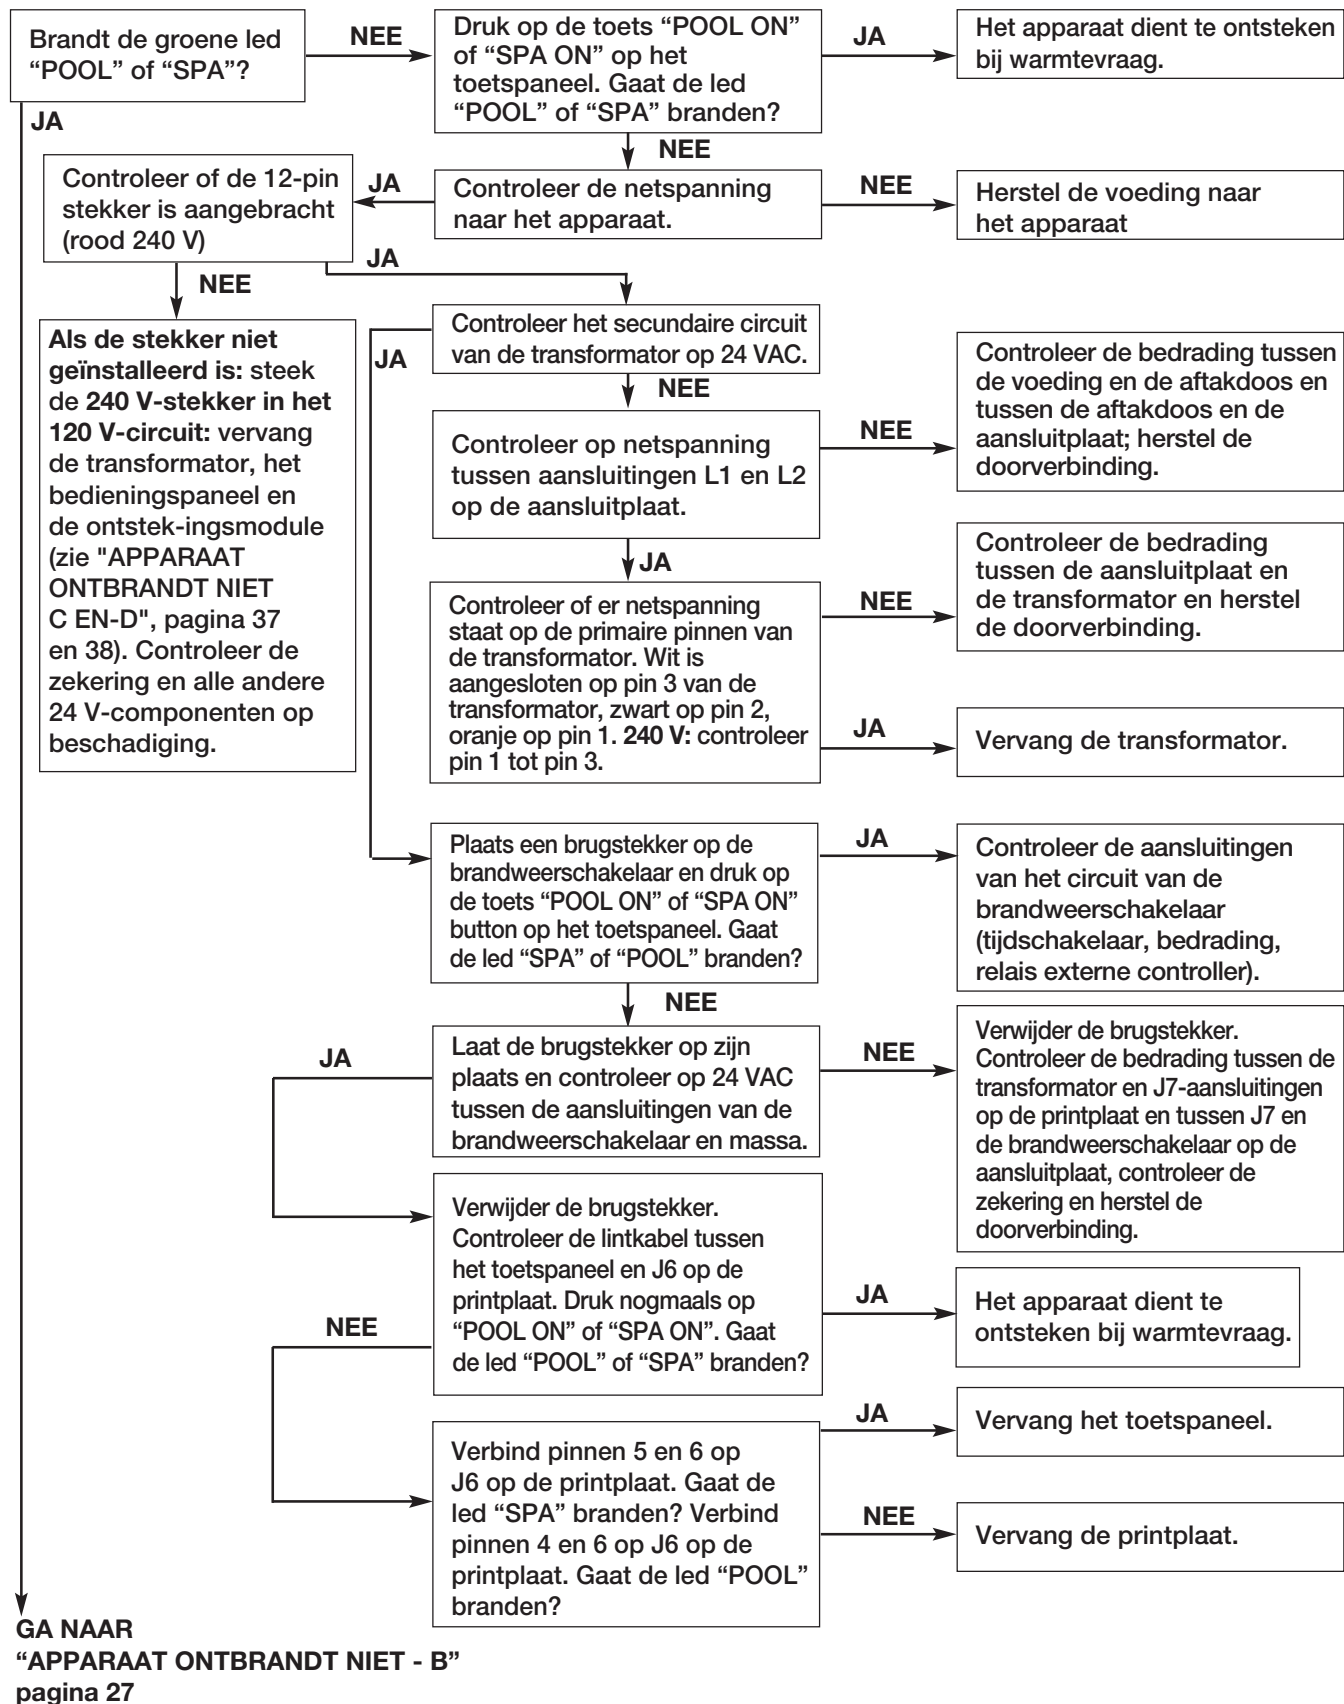 Brandt de groene led
“POOL” of “SPA”?
NEE
Druk op de toets “POOL ON”
of “SPA ON” op het
toetspaneel. Gaat de led
“POOL” of “SPA” branden?
JA
Het apparaat dient te ontsteken
bij warmtevraag.
JA
NEE
Controleer of de 12-pin
stekker is aangebracht
(rood 240 V)
JA
Controleer de netspanning
naar het apparaat.
NEE
Herstel de voeding naar
het apparaat
NEE
JA
Als de stekker niet
geïnstalleerd is: steek
de 240 V-stekker in het
120 V-circuit: vervang
de transformator, het
bedieningspaneel en
de ontstek-ingsmodule
(zie "APPARAAT
ONTBRANDT NIET
C EN-D", pagina 37
en 38). Controleer de
zekering en alle andere
24 V-componenten op
beschadiging.
JA
Controleer het secundaire circuit
van de transformator op 24 VAC.
NEE
Controleer op netspanning
tussen aansluitingen L1 en L2
op de aansluitplaat.
NEE
Controleer de bedrading tussen
de voeding en de aftakdoos en
tussen de aftakdoos en de
aansluitplaat; herstel de
doorverbinding.
JA
Controleer of er netspanning
staat op de primaire pinnen van
de transformator. Wit is
aangesloten op pin 3 van de
transformator, zwart op pin 2,
oranje op pin 1. 240 V: controleer
pin 1 tot pin 3.
NEE
Controleer de bedrading
tussen de aansluitplaat en
de transformator en herstel
de doorverbinding.
JA
Vervang de transformator.
Plaats een brugstekker op de
brandweerschakelaar en druk op
de toets “POOL ON” of “SPA ON”
button op het toetspaneel. Gaat
de led “SPA” of “POOL” branden?
JA
Controleer de aansluitingen
van het circuit van de
brandweerschakelaar
(tijdschakelaar, bedrading,
relais externe controller).
NEE
JA
Laat de brugstekker op zijn
plaats en controleer op 24 VAC
tussen de aansluitingen van de
brandweerschakelaar en massa.
NEE
Verwijder de brugstekker.
Controleer de bedrading tussen de
transformator en J7-aansluitingen
op de printplaat en tussen J7 en
de brandweerschakelaar op de
aansluitplaat, controleer de
zekering en herstel de
doorverbinding.
Verwijder de brugstekker.
Controleer de lintkabel tussen
het toetspaneel en J6 op de
printplaat. Druk nogmaals op
“POOL ON” of “SPA ON”. Gaat
de led “POOL” of “SPA” branden?
JA
Het apparaat dient te
ontsteken bij warmtevraag.
NEE
Verbind pinnen 5 en 6 op
J6 op de printplaat. Gaat de
led “SPA” branden? Verbind
pinnen 4 en 6 op J6 op de
printplaat. Gaat de led “POOL”
branden?
JA
Vervang het toetspaneel.
NEE
Vervang de printplaat.
GA NAAR
“APPARAAT ONTBRANDT NIET - B”
pagina 27